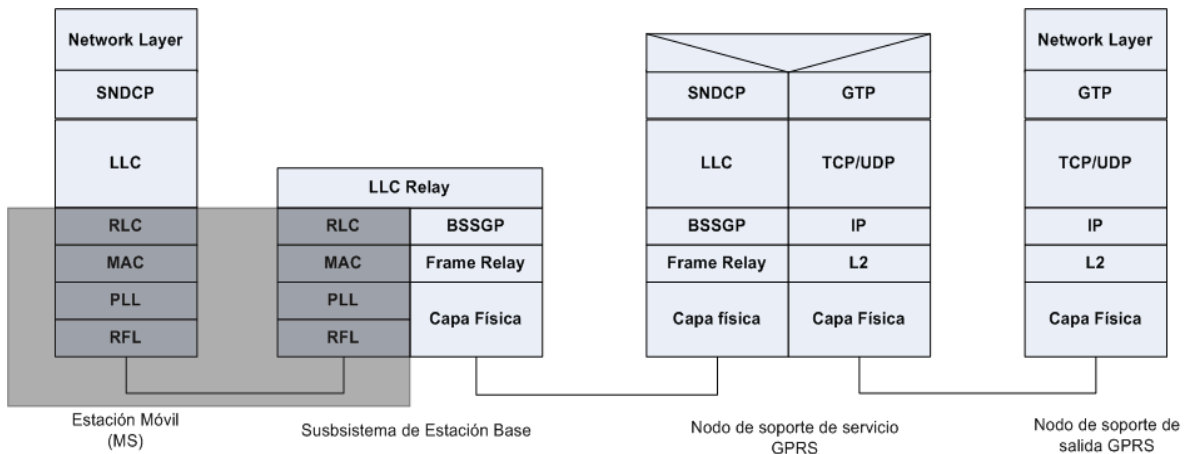 Network Layer
SNDCP
LLC
RLC
MAC
PLL
RFL
Estación Móvil
(MS)
LLC Relay
RLC
MAC
PLL
RFL
BSSGP
Frame Relay
Capa Física
Susbsistema de Estación Base
SNDCP
LLC
BSSGP
Frame Relay
Capa física
GTP
TCP/UDP
IP
L2
Capa Física
Nodo de soporte de servicio
GPRS
Network Layer
GTP
TCP/UDP
IP
L2
Capa Física
Nodo de soporte de
salida GPRS